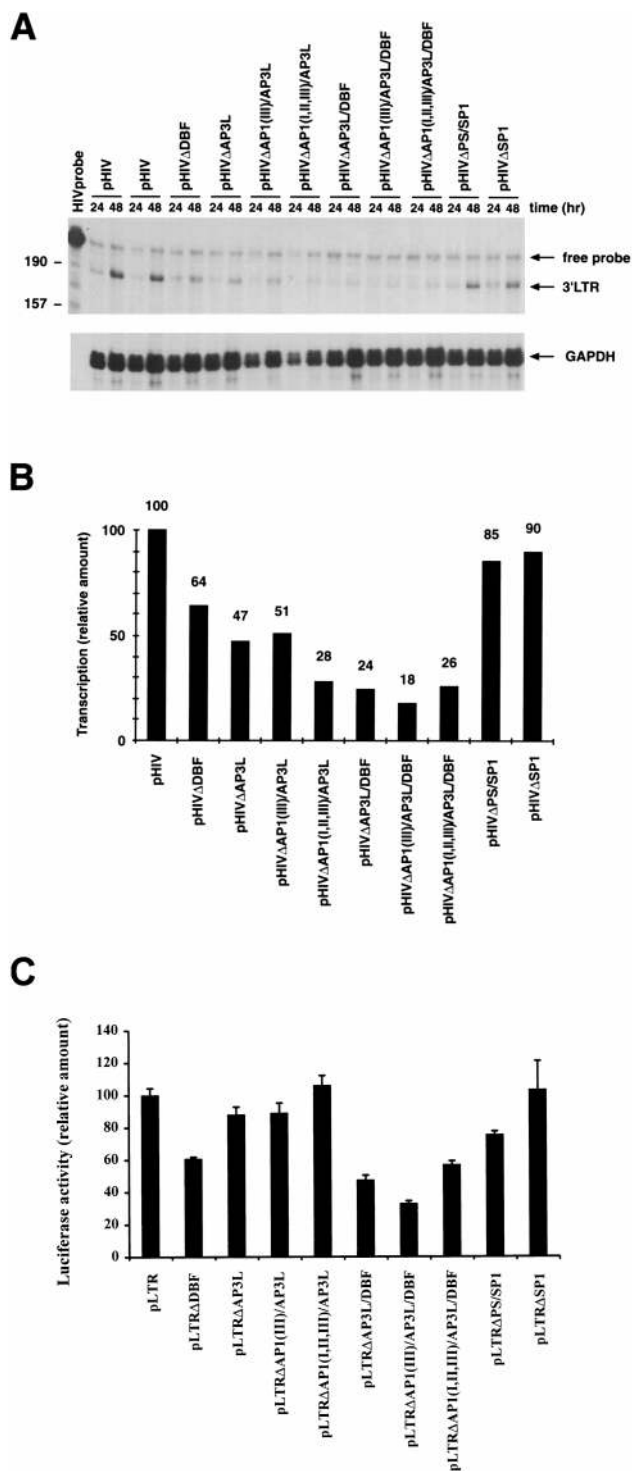 A
HIVprobe
pHIV
pHIV
pHIVΔDBF
pHIVΔAP3L
pHIVΔAP1(III)/AP3L
pHIVΔAP1(I,II,III)/AP3L
pHIVΔAP3L/DBF
pHIVΔAP1(III)/AP3L/DBF
pHIVΔAP1(I,II,III)/AP3L/DBF
pHIVΔPS/SP1
pHIVΔSP1
24 48 24 48 24 48 24 48 24 48 24 48 24 48 24 48 24 48 24 48 24 48 time (hr)
190
free probe
3'LTR
157
GAPDH
B
Transcription (relative amount)
100
50
0
100
64
47
51
28
24
18
26
85
90
pHIV
pHIVΔDBF
pHIVΔAP3L
pHIVΔAP1(III)/AP3L
pHIVΔAP1(I,II,III)/AP3L
pHIVΔAP3L/DBF
pHIVΔAP1(III)/AP3L/DBF
pHIVΔAP1(I,II,III)/AP3L/DBF
pHIVΔPS/SP1
pHIVΔSP1
C
Luciferase activity (relative amount)
140
120
100
80
60
40
20
0
pLTR
pLTRΔDBF
pLTRΔAP3L
pLTRΔAP1(III)/AP3L
pLTRΔAP1(I,II,III)/AP3L
pLTRΔAP3L/DBF
pLTRΔAP1(III)/AP3L/DBF
pLTRΔAP1(I,II,III)/AP3L/DBF
pLTRΔPS/SP1
pLTRΔSP1